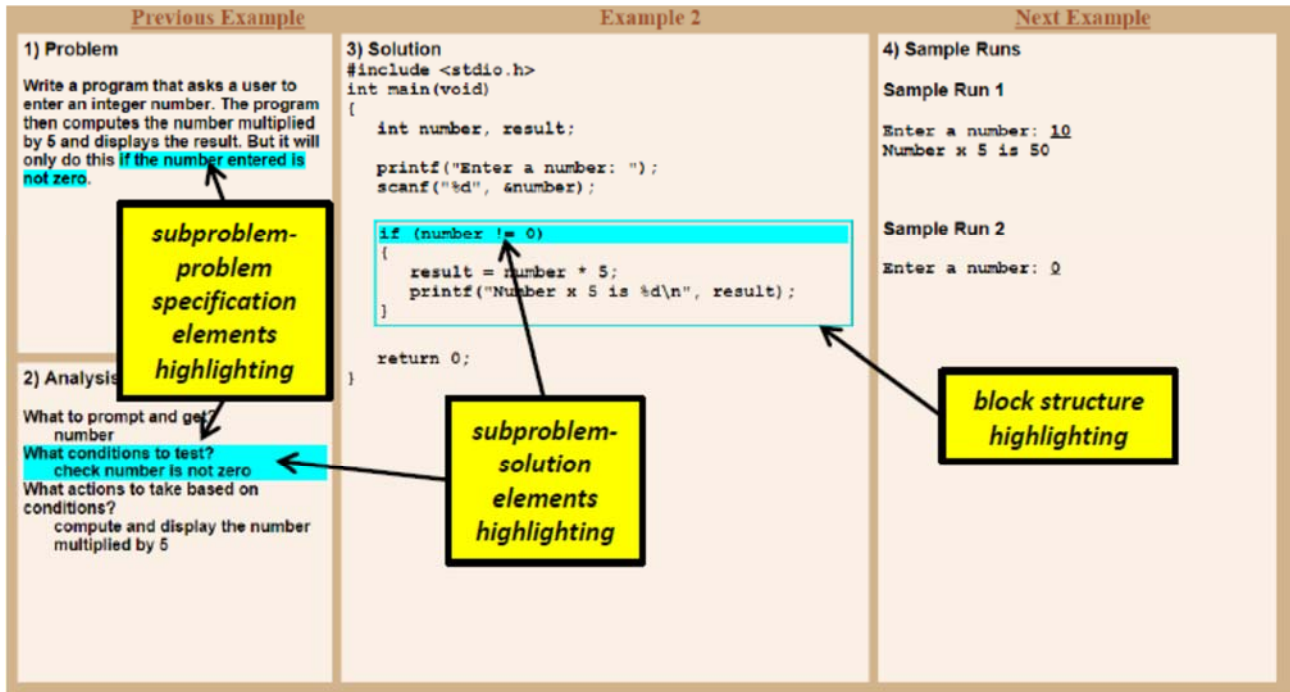 Previous Example
Example 2
Next Example
1) Problem
Write a program that asks a user to
enter an integer number. The program
then computes the number multiplied
by 5 and displays the result. But it will
only do this if the number entered is
not zero.
subproblem-
problem
specification
elements
highlighting
2) Analysis
What to prompt and get?
number
What conditions to test?
check number is not zero
What actions to take based on
conditions?
compute and display the number
multiplied by 5
3) Solution
#include <stdio.h>
int main(void)
{
int number, result;
printf("Enter a number: ");
scanf("%d", &number);
if (number != 0)
{
result = number * 5;
printf("Number x 5 is %d\n", result);
}
return 0;
}
subproblem-
solution
elements
highlighting
4) Sample Runs
Sample Run 1
Enter a number: 10
Number x 5 is 50
Sample Run 2
Enter a number: 0
block structure
highlighting